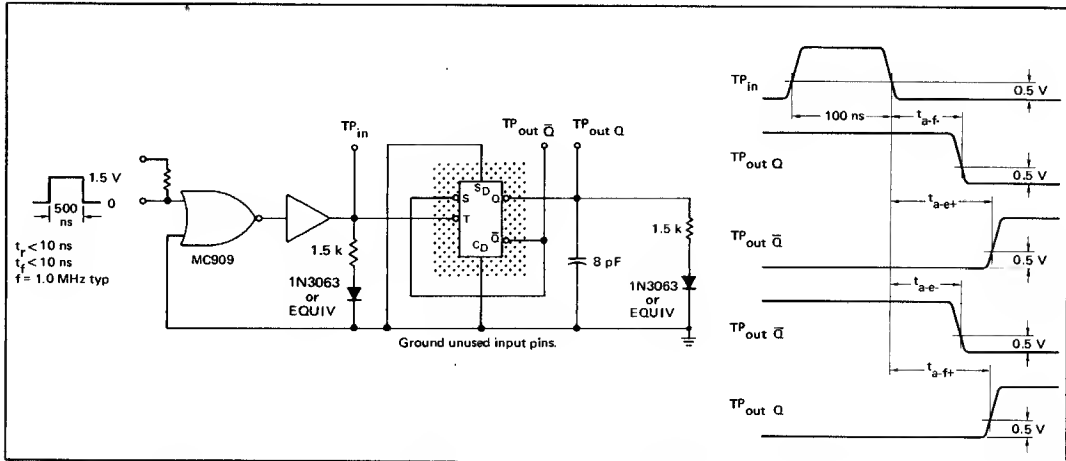 1.5 V
500
ns
0
t_r < 10 ns
t_f < 10 ns
f = 1.0 MHz typ
MC909
TP_in
1.5 k
1N3063
or
EQUIV
TP_out Q̅
TP_out Q
S_D
S
Q
T
Q̅
C_D
8 pF
1.5 k
1N3063
or
EQUIV
Ground unused input pins.
TP_in
0.5 V
100 ns
t_a-f-
TP_out Q
0.5 V
t_a-e+
TP_out Q̅
0.5 V
t_a-e-
TP_out Q̅
0.5 V
t_a-f+
TP_out Q
0.5 V